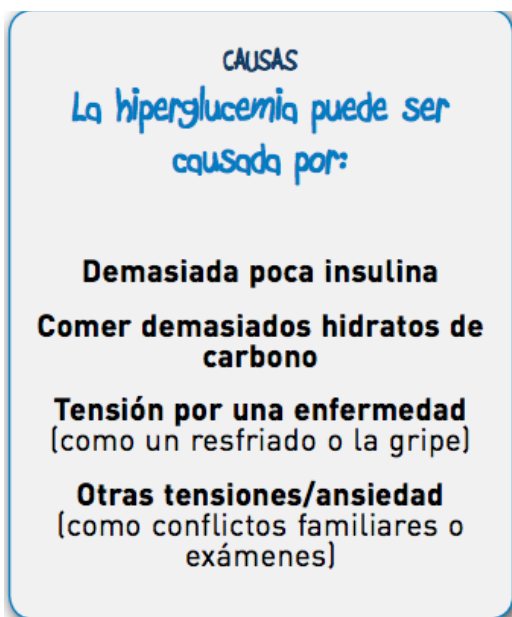 CAUSAS
La hiperglucemia puede ser
causada por:
Demasiada poca insulina
Comer demasiados hidratos de
carbono
Tensión por una enfermedad
(como un resfriado o la gripe)
Otras tensiones/ansiedad
(como conflictos familiares o
exámenes)